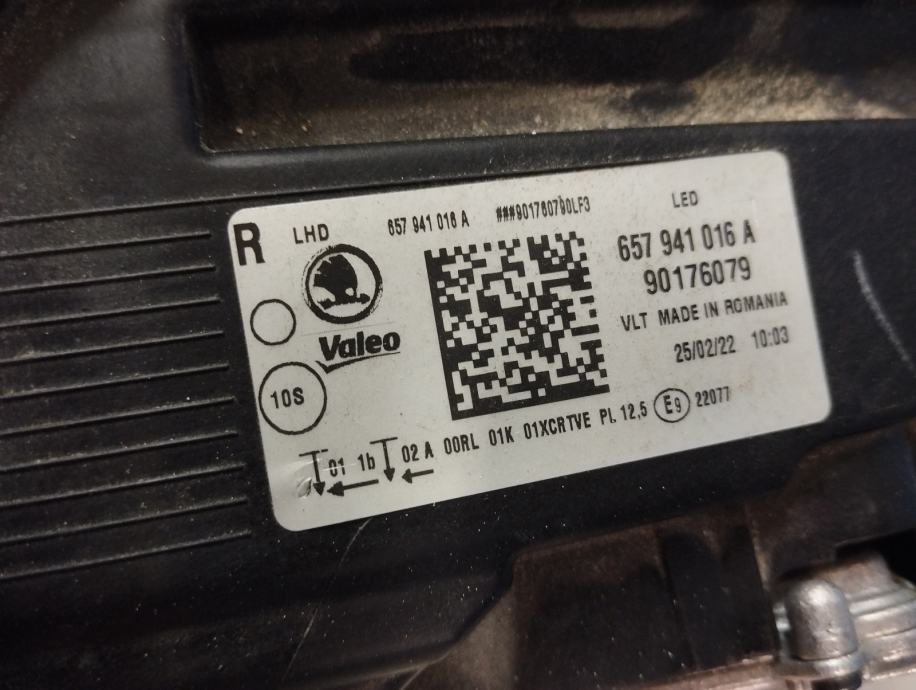 R LHD 657 941 016 A ###901760790LF3 LED
657 941 016 A
90176079
Valeo
VLT MADE IN ROMANIA
25/02/22 10:03
10S
01 1b 02 A 00RL 01K 01XCRTVE PL 12,5 E9 22077